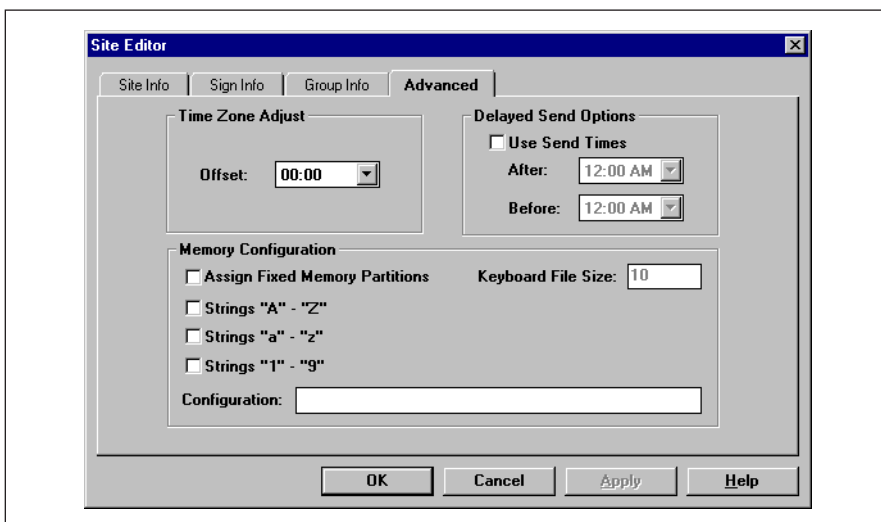 Site Editor
Site Info Sign Info Group Info Advanced
Time Zone Adjust
Offset: 00:00
Delayed Send Options
Use Send Times
After: 12:00 AM
Before: 12:00 AM
Memory Configuration
Assign Fixed Memory Partitions Keyboard File Size: 10
Strings "A" - "Z"
Strings "a" - "z"
Strings "1" - "9"
Configuration:
OK Cancel Apply Help